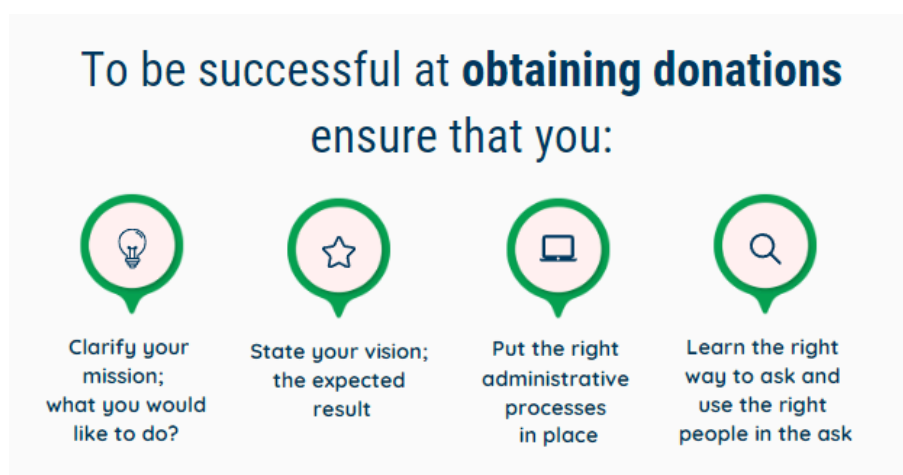 To be successful at obtaining donations
ensure that you:
Clarify your
mission;
what you would
like to do?
State your vision;
the expected
result
Put the right
administrative
processes
in place
Learn the right
way to ask and
use the right
people in the ask